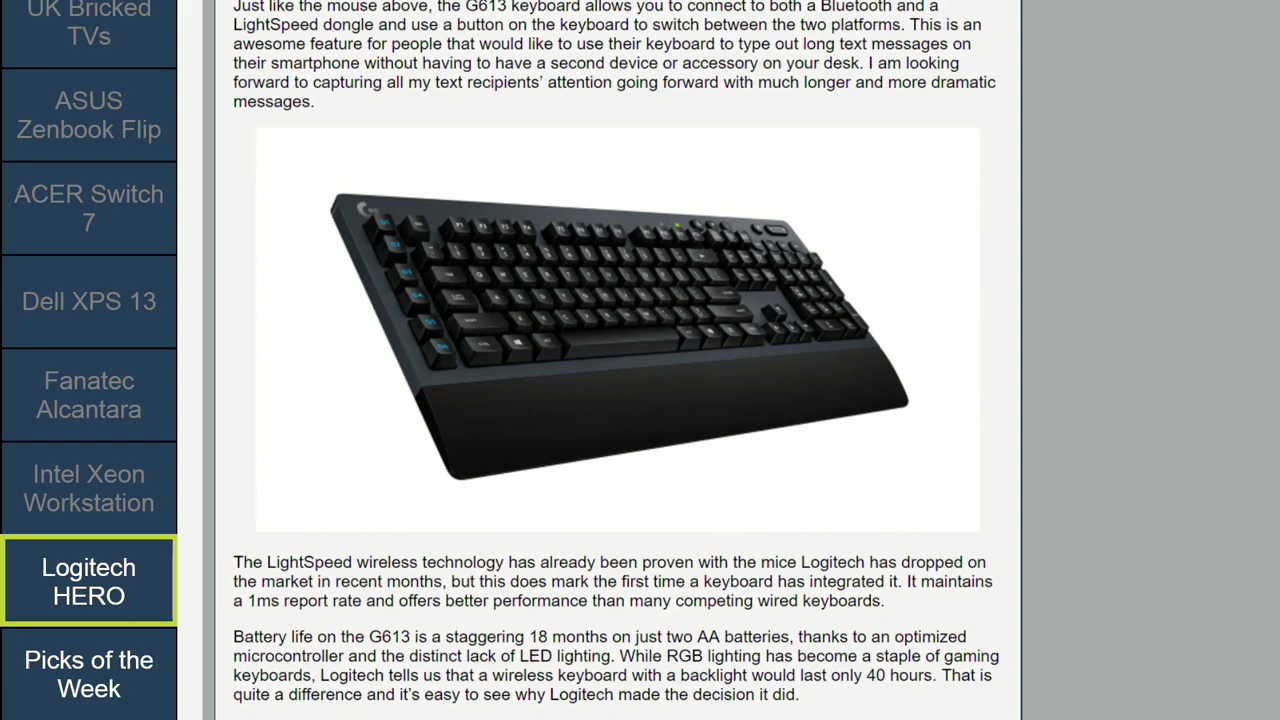 UK Bricked
TVs
ASUS
Zenbook Flip
ACER Switch
7
Dell XPS 13
Fanatec
Alcantara
Intel Xeon
Workstation
Logitech
HERO
Picks of the
Week
Just like the mouse above, the G613 keyboard allows you to connect to both a Bluetooth and a
LightSpeed dongle and use a button on the keyboard to switch between the two platforms. This is an
awesome feature for people that would like to use their keyboard to type out long text messages on
their smartphone without having to have a second device or accessory on your desk. I am looking
forward to capturing all my text recipients’ attention going forward with much longer and more dramatic
messages.
The LightSpeed wireless technology has already been proven with the mice Logitech has dropped on
the market in recent months, but this does mark the first time a keyboard has integrated it. It maintains
a 1ms report rate and offers better performance than many competing wired keyboards.
Battery life on the G613 is a staggering 18 months on just two AA batteries, thanks to an optimized
microcontroller and the distinct lack of LED lighting. While RGB lighting has become a staple of gaming
keyboards, Logitech tells us that a wireless keyboard with a backlight would last only 40 hours. That is
quite a difference and it’s easy to see why Logitech made the decision it did.